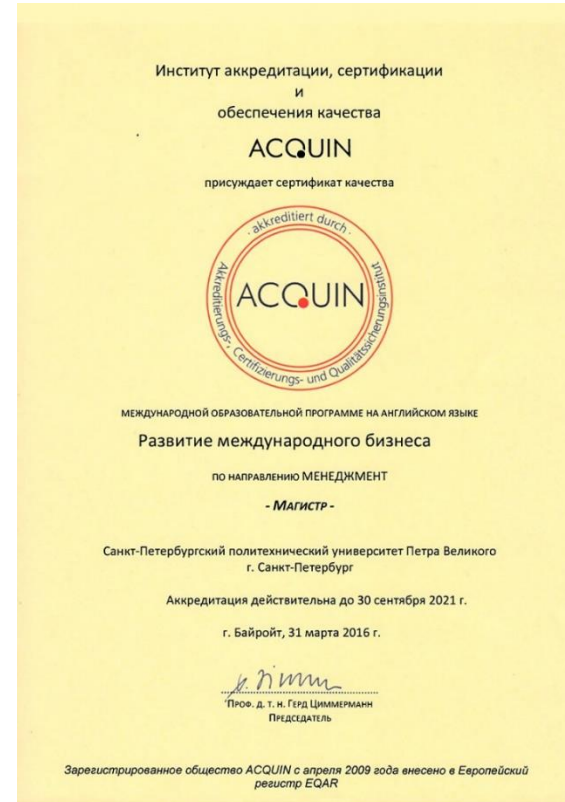 Институт аккредитации, сертификации
и
обеспечения качества
ACQUIN
присуждает сертификат качества
· akkreditiert durch ·
ACQUIN
Akkreditierungs-, Certifizierungs- und Qualitätssicherungsinstitut
МЕЖДУНАРОДНОЙ ОБРАЗОВАТЕЛЬНОЙ ПРОГРАММЕ НА АНГЛИЙСКОМ ЯЗЫКЕ
Развитие международного бизнеса
ПО НАПРАВЛЕНИЮ МЕНЕДЖМЕНТ
- МАГИСТР -
Санкт-Петербургский политехнический университет Петра Великого
г. Санкт-Петербург
Аккредитация действительна до 30 сентября 2021 г.
г. Байройт, 31 марта 2016 г.
ПРОФ. Д. Т. Н. ГЕРД ЦИММЕРМАНН
ПРЕДСЕДАТЕЛЬ
Зарегистрированное общество ACQUIN с апреля 2009 года внесено в Европейский
регистр EQAR